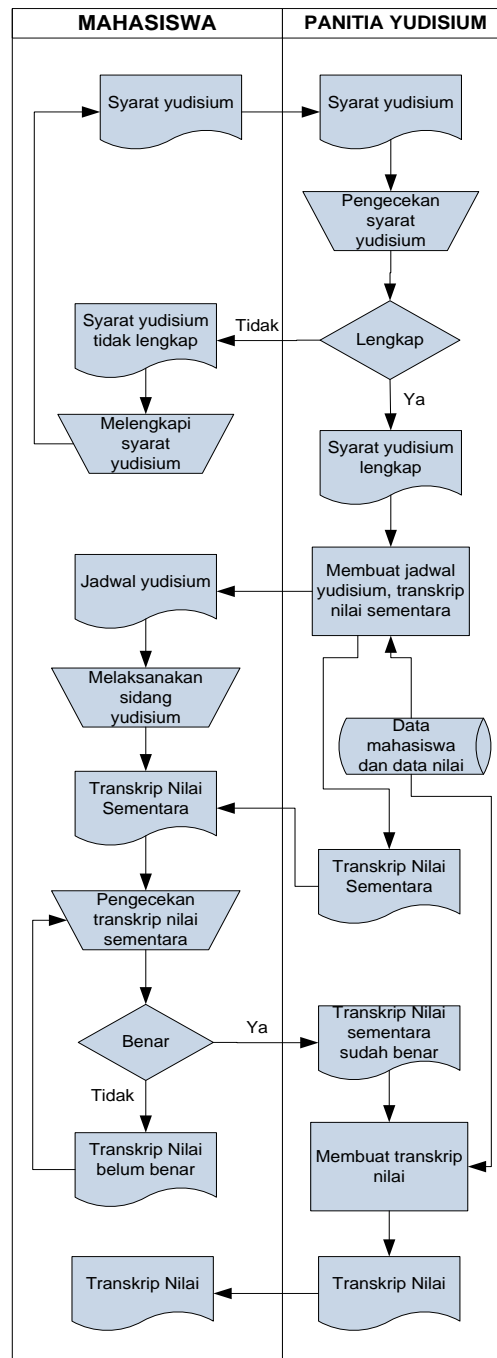 MAHASISWA
PANITIA YUDISIUM
Syarat yudisium
Syarat yudisium
Pengecekan
syarat
yudisium
Syarat yudisium
tidak lengkap
Tidak
Lengkap
Ya
Melengkapi
syarat
yudisium
Syarat yudisium
lengkap
Jadwal yudisium
Membuat jadwal
yudisium, transkrip
nilai sementara
Melaksanakan
sidang
yudisium
Data
mahasiswa
dan data nilai
Transkrip Nilai
Sementara
Transkrip Nilai
Sementara
Pengecekan
transkrip nilai
sementara
Benar
Ya
Transkrip Nilai
sementara
sudah benar
Tidak
Transkrip Nilai
belum benar
Membuat transkrip
nilai
Transkrip Nilai
Transkrip Nilai